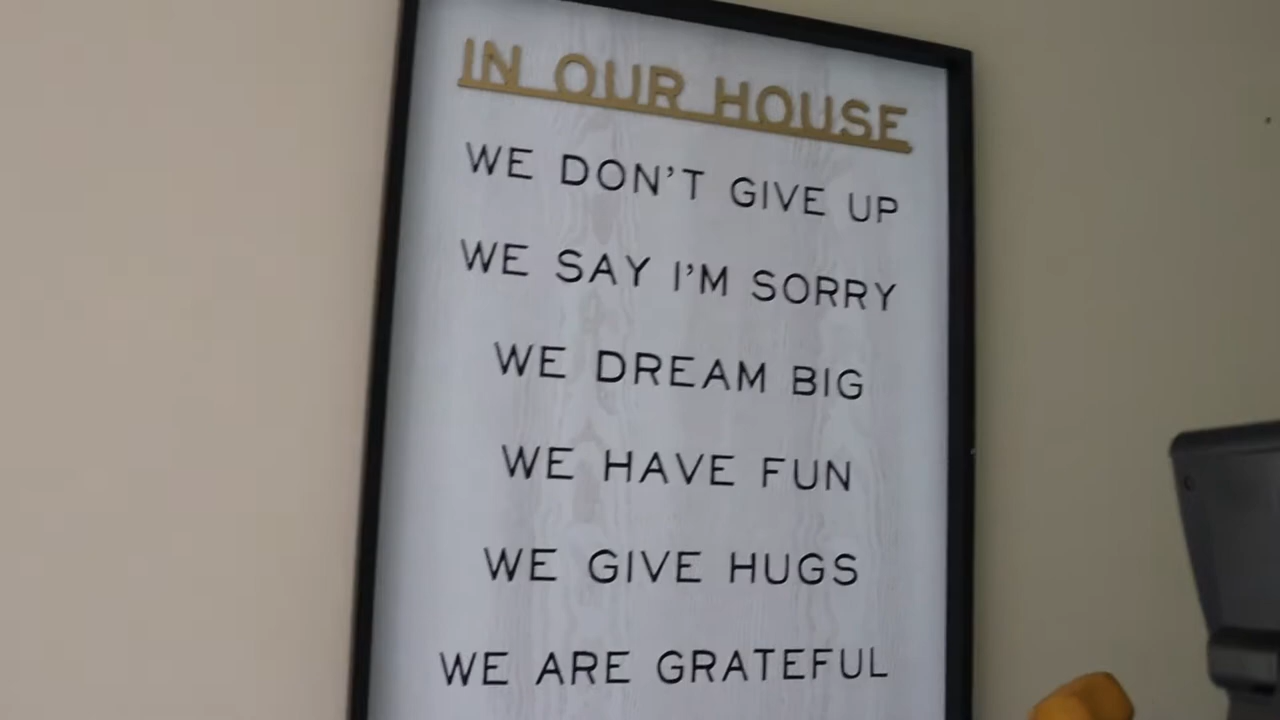 IN OUR HOUSE
WE DON'T GIVE UP
WE SAY I'M SORRY
WE DREAM BIG
WE HAVE FUN
WE GIVE HUGS
WE ARE GRATEFUL